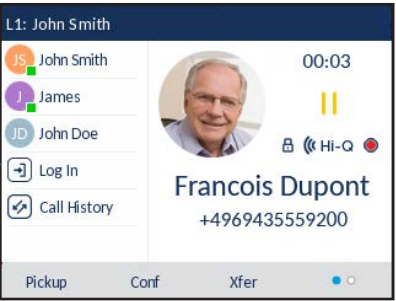 L1: John Smith
JS John Smith
J James
JD John Doe
Log In
Call History
00:03
Hi-Q
Francois Dupont
+4969435559200
Pickup Conf Xfer